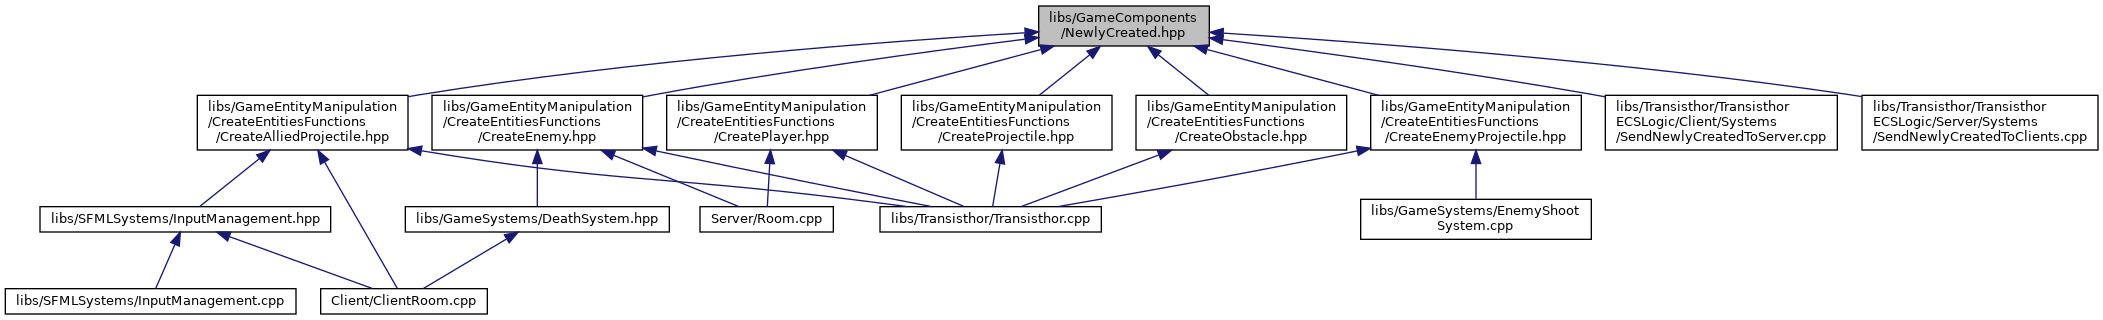 libs/GameComponents
/NewlyCreated.hpp
libs/GameEntityManipulation
/CreateEntitiesFunctions
/CreateAlliedProjectile.hpp
libs/GameEntityManipulation
/CreateEntitiesFunctions
/CreateEnemy.hpp
libs/GameEntityManipulation
/CreateEntitiesFunctions
/CreatePlayer.hpp
libs/GameEntityManipulation
/CreateEntitiesFunctions
/CreateProjectile.hpp
libs/GameEntityManipulation
/CreateEntitiesFunctions
/CreateObstacle.hpp
libs/GameEntityManipulation
/CreateEntitiesFunctions
/CreateEnemyProjectile.hpp
libs/Transisthor/Transisthor
ECSLogic/Client/Systems
/SendNewlyCreatedToServer.cpp
libs/Transisthor/Transisthor
ECSLogic/Server/Systems
/SendNewlyCreatedToClients.cpp
libs/SFMLSystems/InputManagement.hpp
libs/GameSystems/DeathSystem.hpp
Server/Room.cpp
libs/Transisthor/Transisthor.cpp
libs/GameSystems/EnemyShoot
System.cpp
libs/SFMLSystems/InputManagement.cpp
Client/ClientRoom.cpp